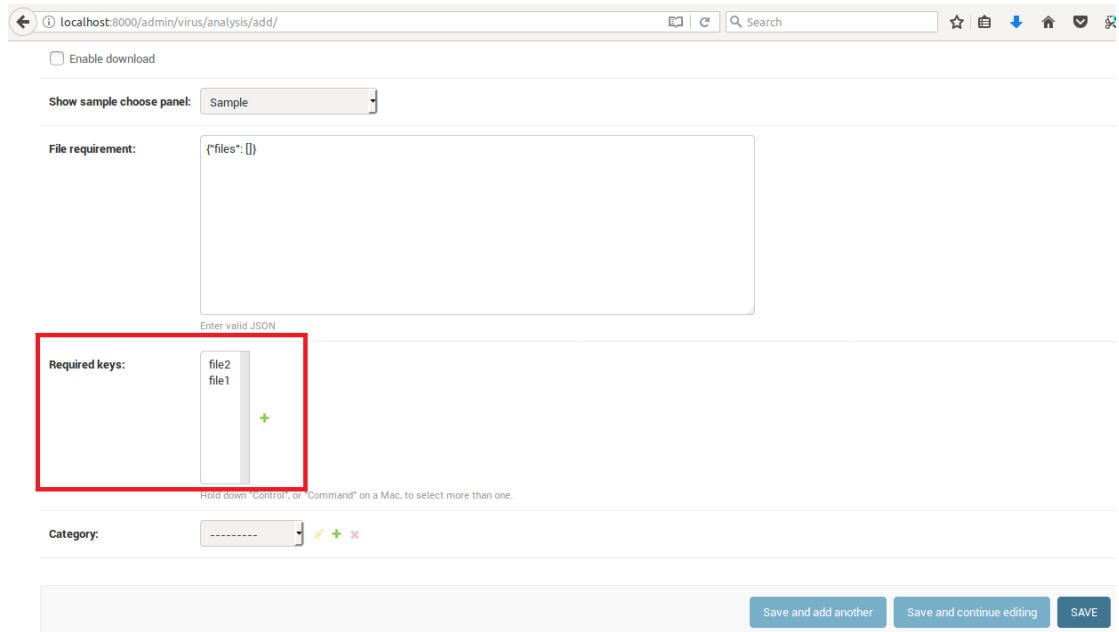 localhost:8000/admin/virus/analysis/add/
Search
Enable download
Show sample choose panel: Sample
File requirement: {"files": []}
Enter valid JSON
Required keys: file2
file1
Hold down "Control", or "Command" on a Mac, to select more than one.
Category: ---------
Save and add another Save and continue editing SAVE